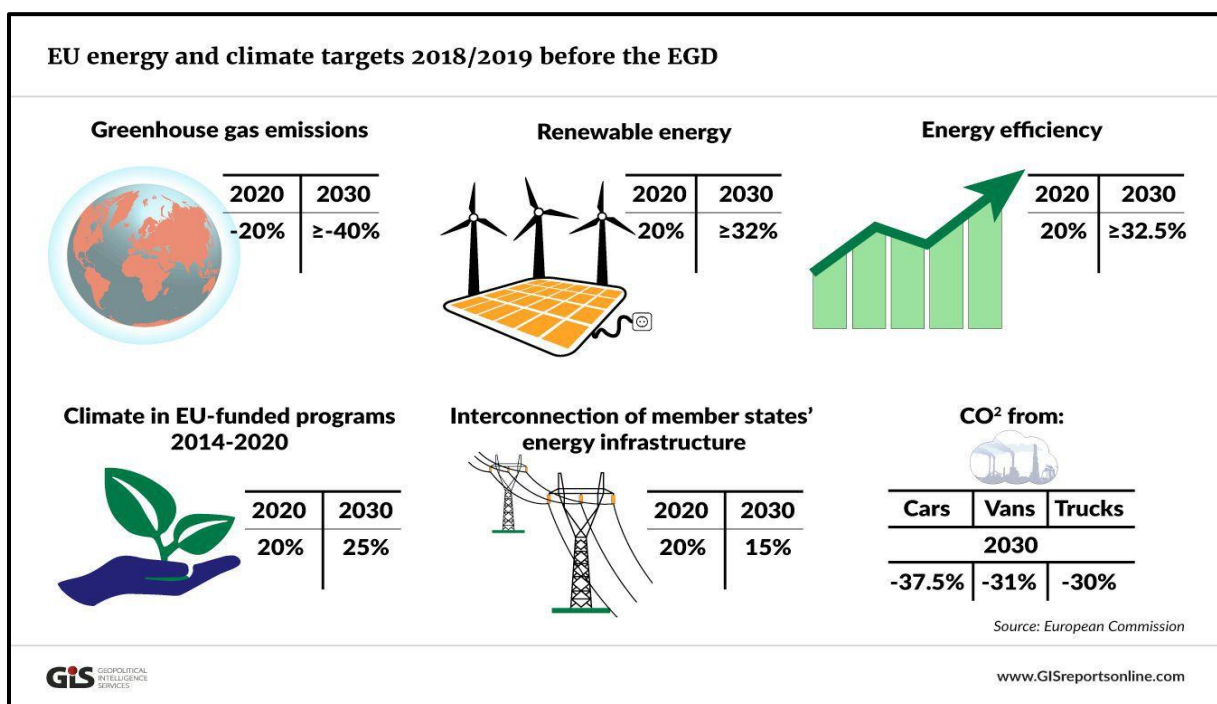 EU energy and climate targets 2018/2019 before the EGD
Greenhouse gas emissions
2020 2030
-20% ≥-40%
Renewable energy
2020 2030
20% ≥32%
Energy efficiency
2020 2030
20% ≥32.5%
Climate in EU-funded programs
2014-2020
2020 2030
20% 25%
Interconnection of member states’
energy infrastructure
2020 2030
20% 15%
CO² from:
Cars Vans Trucks
2030
-37.5% -31% -30%
Source: European Commission
GIS
GEOPOLITICAL
INTELLIGENCE
SERVICES
www.GISreportsonline.com